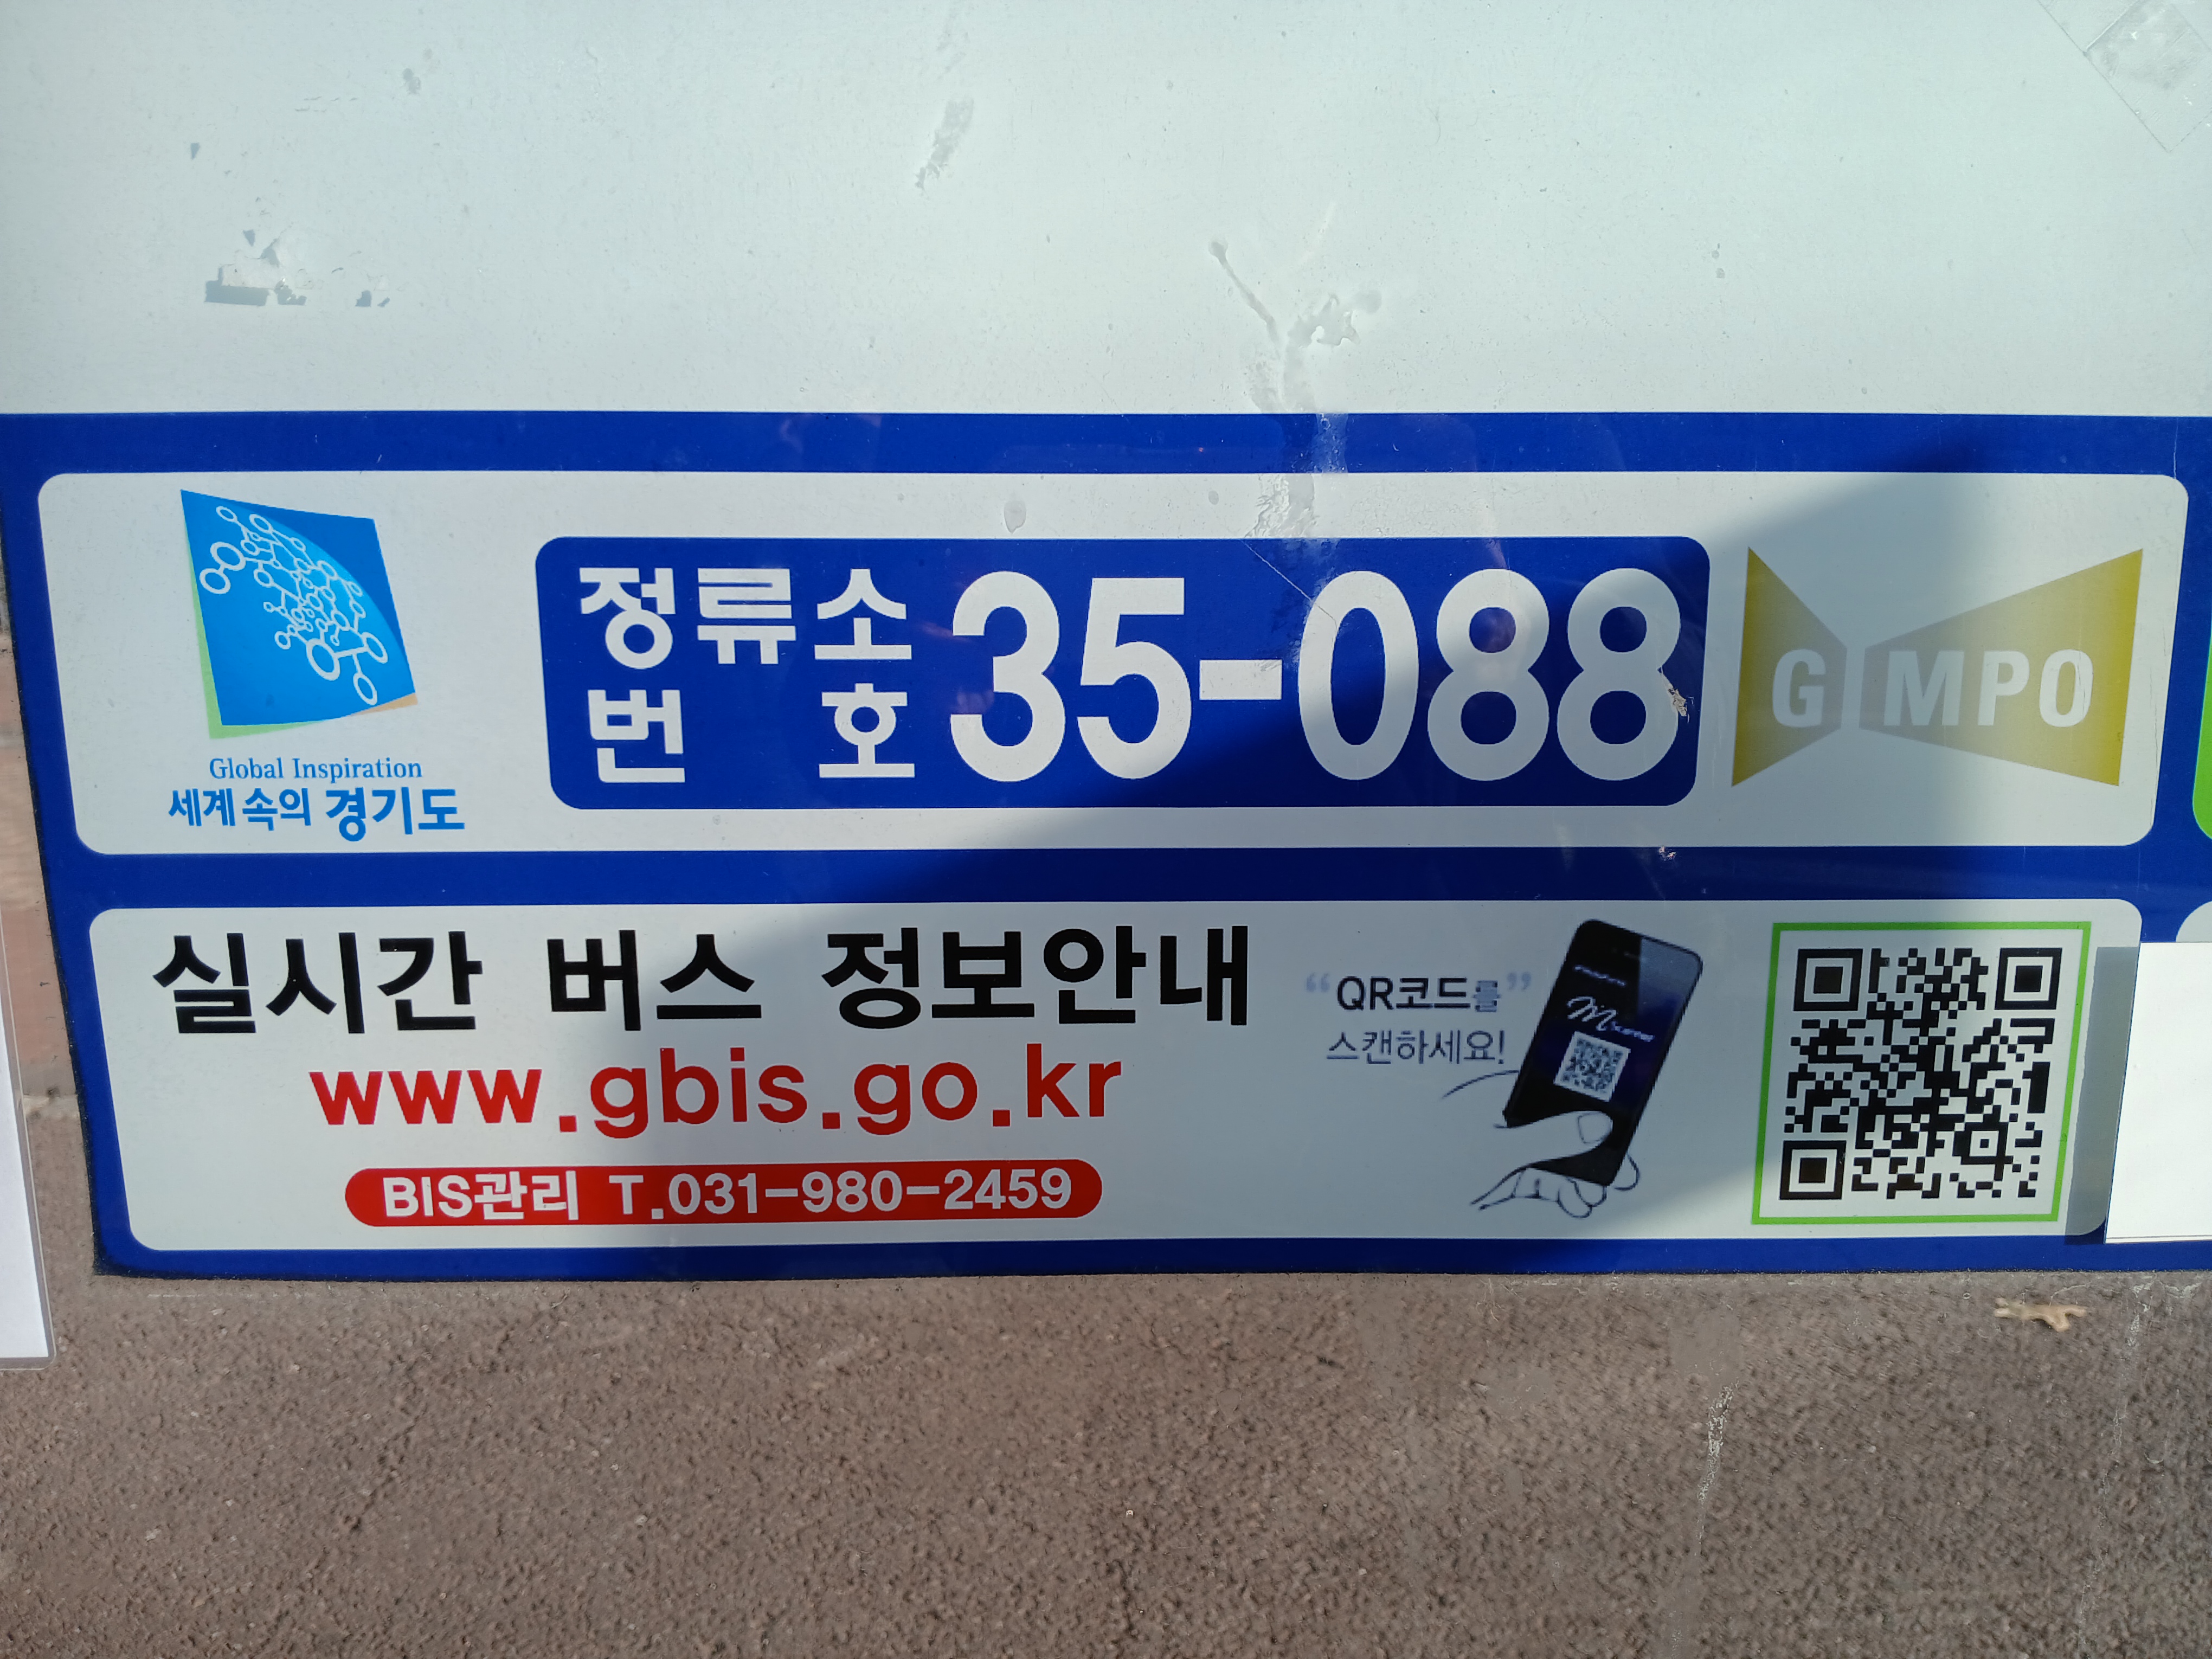 Global Inspiration
세계 속의 경기도
정류소
번호
35-088
GIMPO
실시간 버스 정보안내
www.gbis.go.kr
BIS관리 T.031-980-2459
“QR코드를”
스캔하세요!